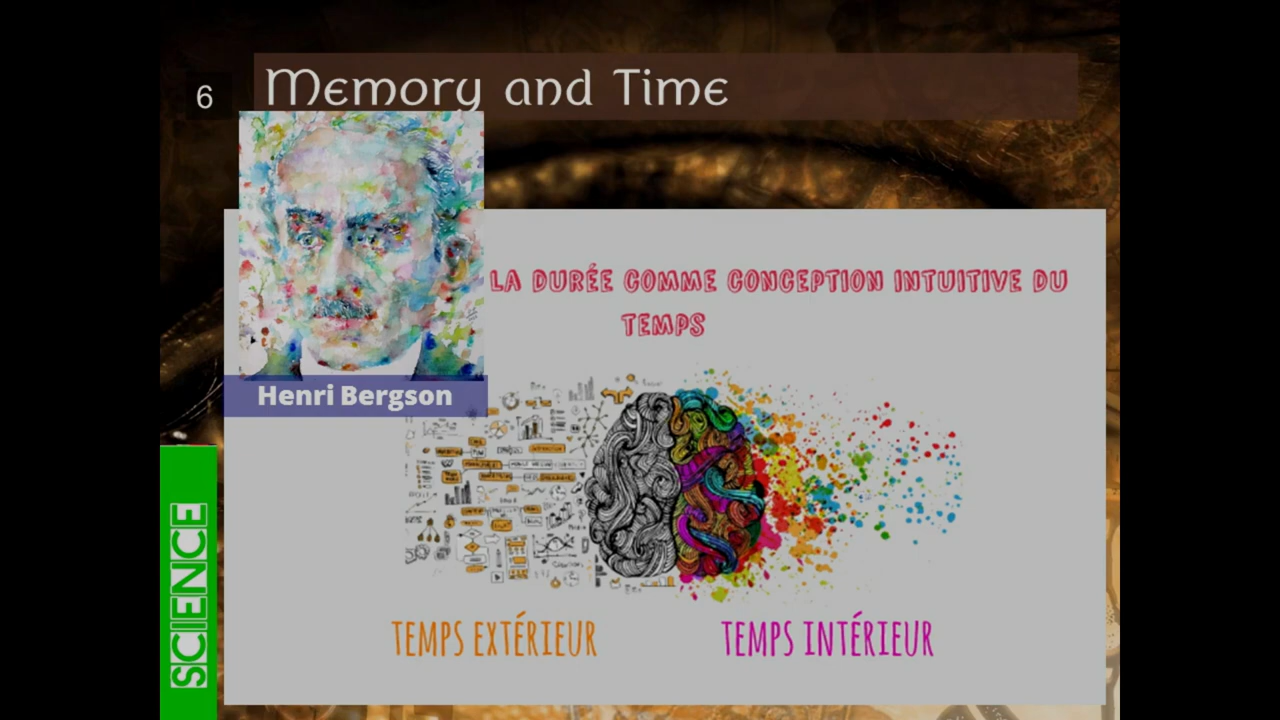 6
Memory and Time
LA DURÉE COMME CONCEPTION INTUITIVE DU
TEMPS
Henri Bergson
TEMPS EXTÉRIEUR
TEMPS INTÉRIEUR
SCIENCE